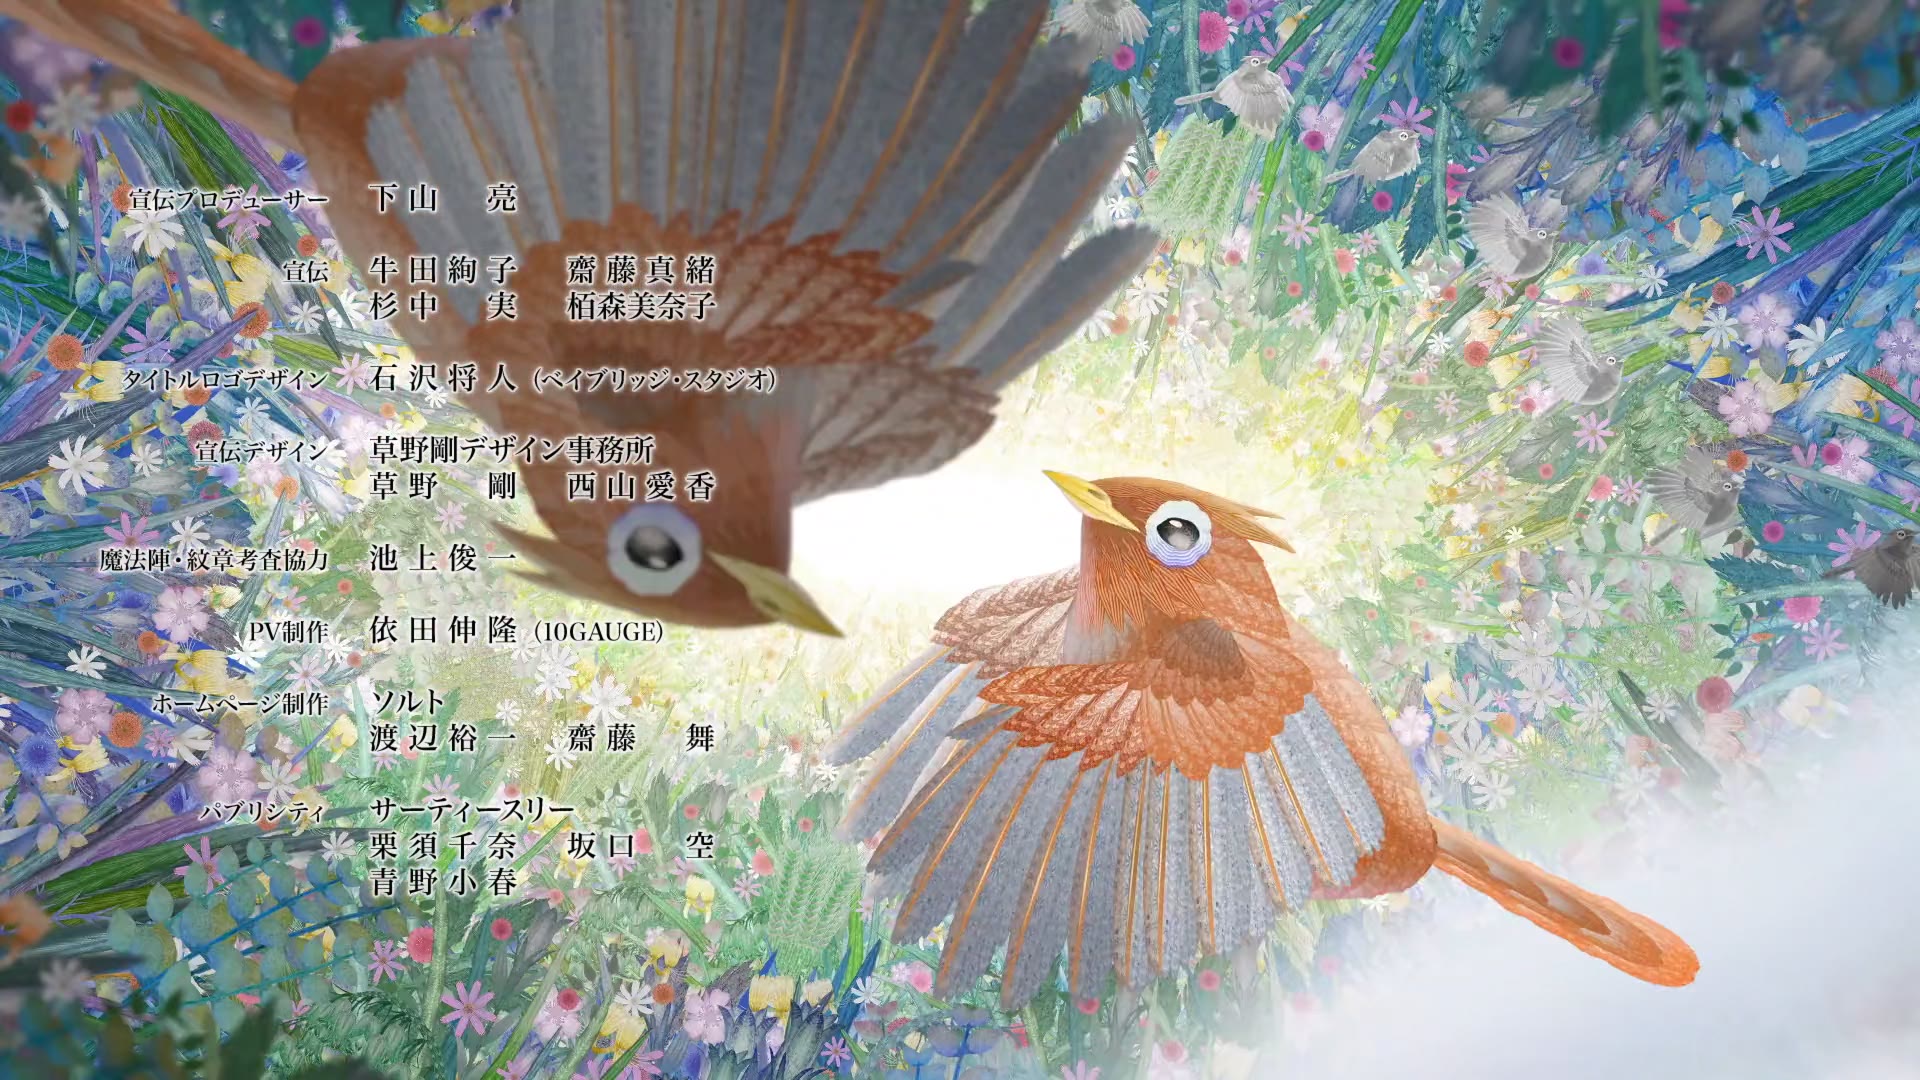 宣伝プロデューサー 下山 亮
宣伝 牛田絢子 齋藤真緒
杉中 実 栢森美奈子
タイトルロゴデザイン 石沢将人(ベイブリッジ・スタジオ)
宣伝デザイン 草野剛デザイン事務所
草野 剛 西山愛香
魔法陣・紋章考査協力 池上俊一
PV制作 依田伸隆(10GAUGE)
ホームページ制作 ソルト
渡辺裕一 齋藤 舞
パブリシティ サーティースリー
栗須千奈 坂口 空
青野小春